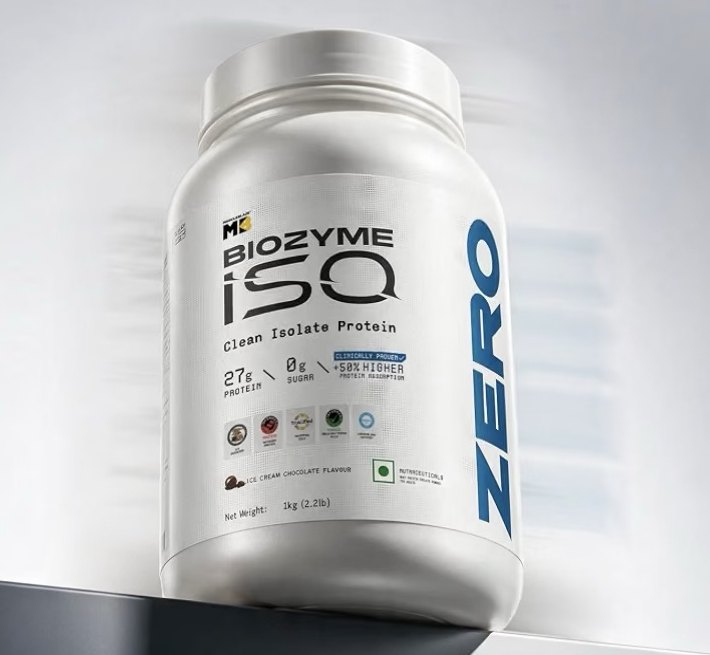 MUSCLEBLAZE
MB
BIOZYME
ISO
Clean Isolate Protein
27g
PROTEIN
0g
SUGAR
CLINICALLY PROVEN
+50% HIGHER
PROTEIN ABSORPTION
ICE CREAM CHOCOLATE FLAVOUR
NUTRACEUTICALS
Net Weight: 1kg (2.2lb)
ZERO